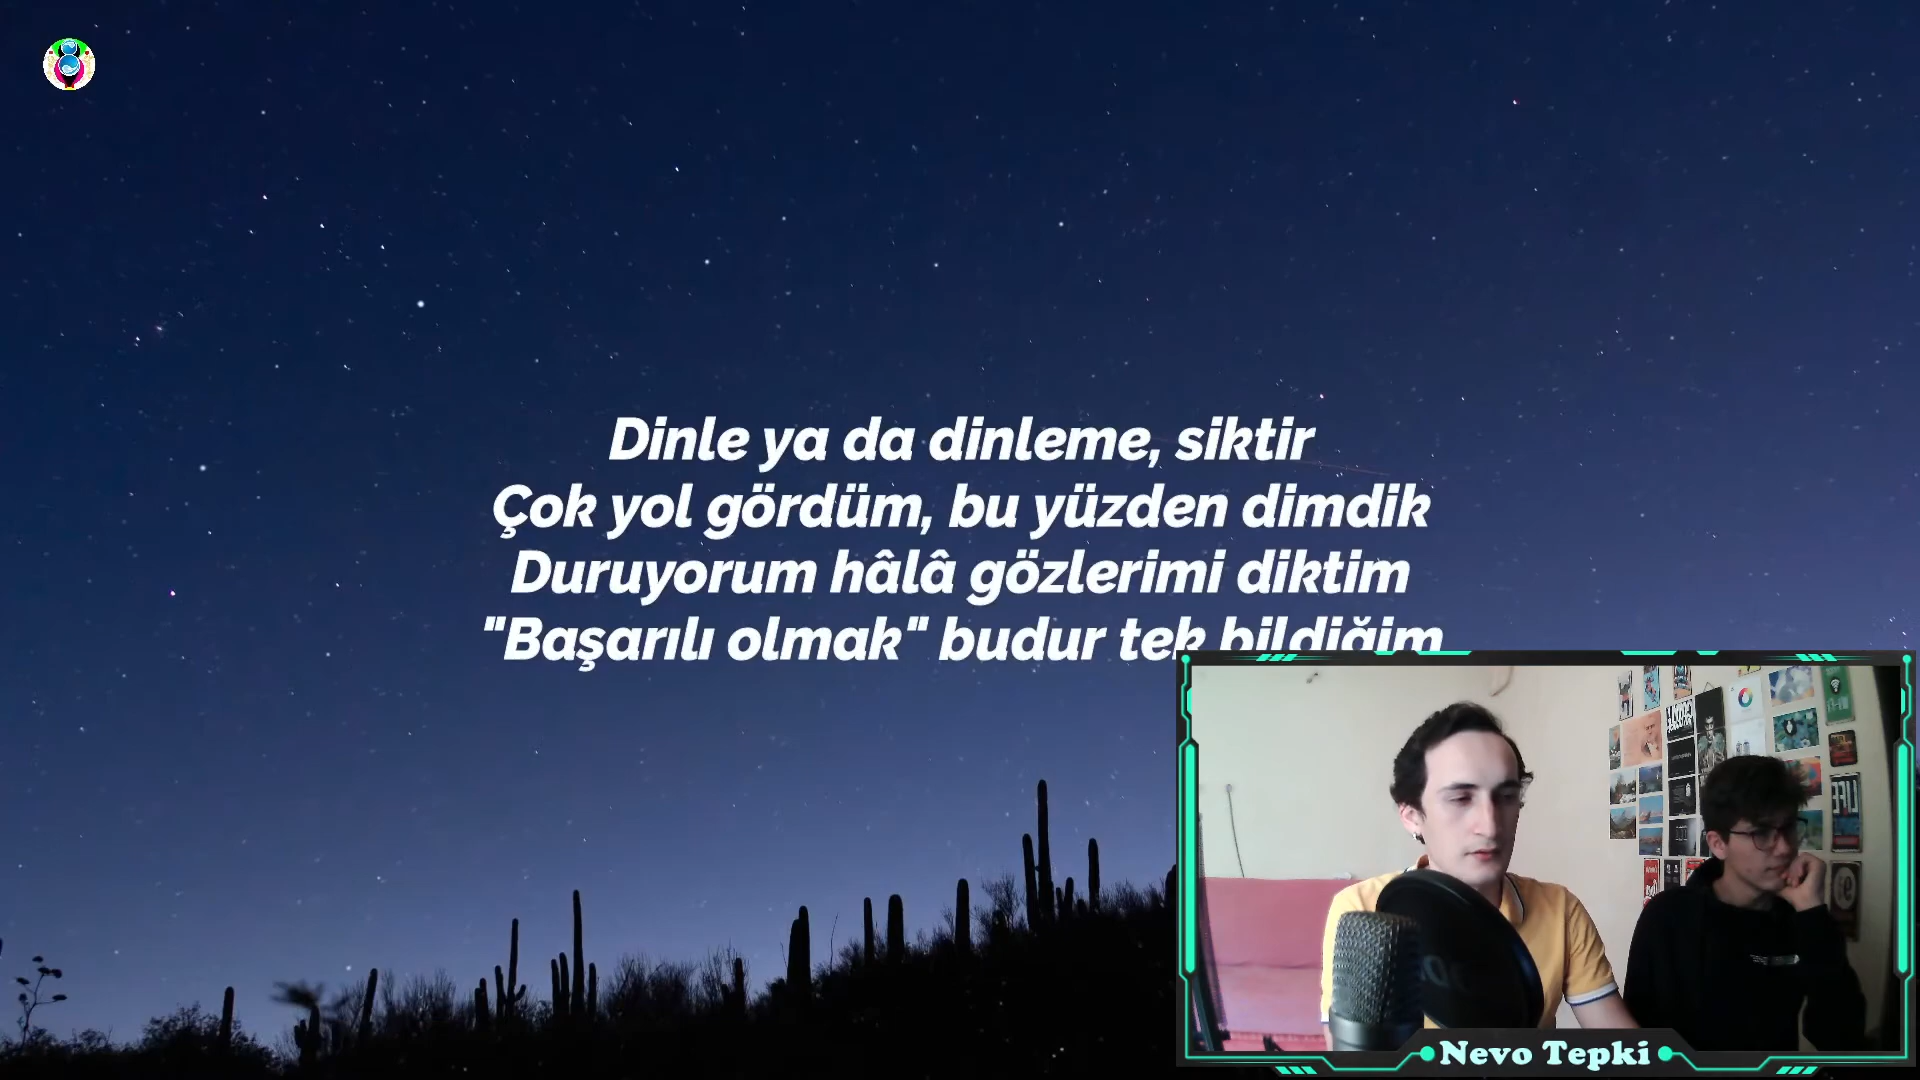 Dinle ya da dinleme, siktir
Çok yol gördüm, bu yüzden dimdik
Duruyorum hâlâ gözlerimi diktim
"Başarılı olmak" budur tek bildiğim
Nevo Tepki